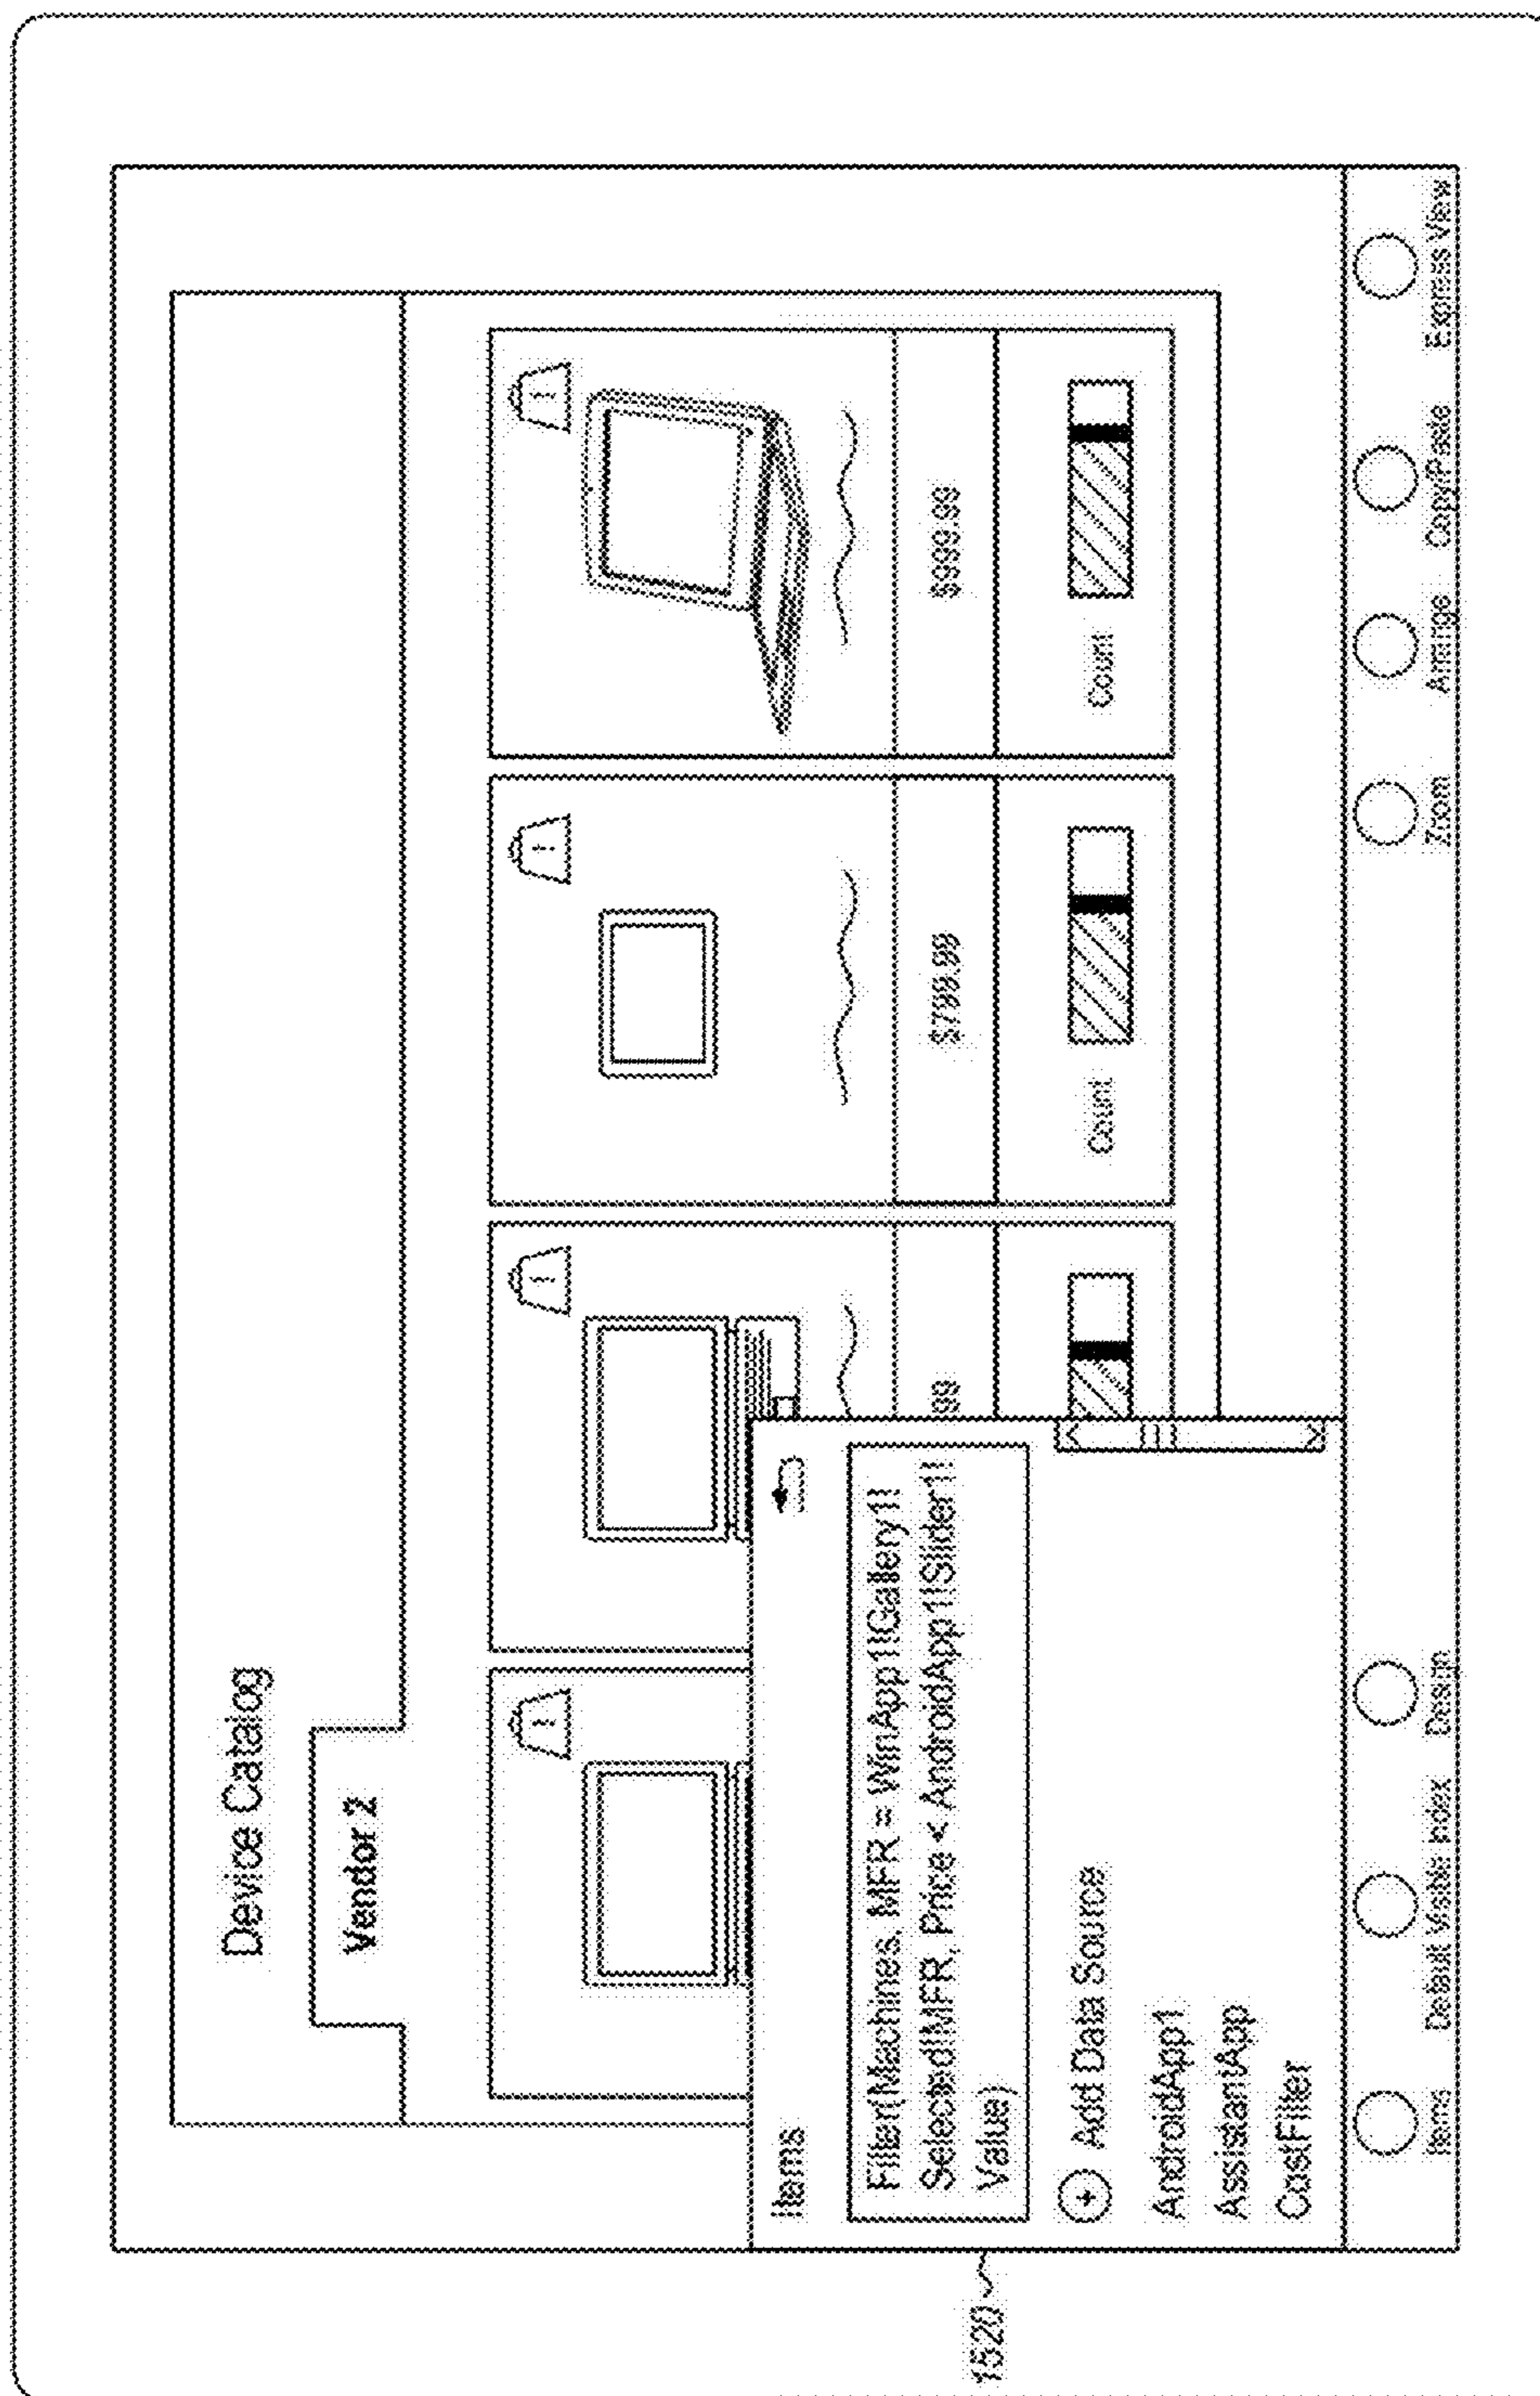 Device Catalog
Vendor 2
99
$799.99
$999.99
Count
Count
Items
Filter(Machines, MFR = WinApp1!Gallery1!
Selected!MFR, Price < AndroidApp1!Slider1!
Value)
Add Data Source
AndroidApp1
AssistantApp
CostFilter
1520
Items
Default Visible Index
Design
Zoom
Arrange
Copy/Paste
Express View